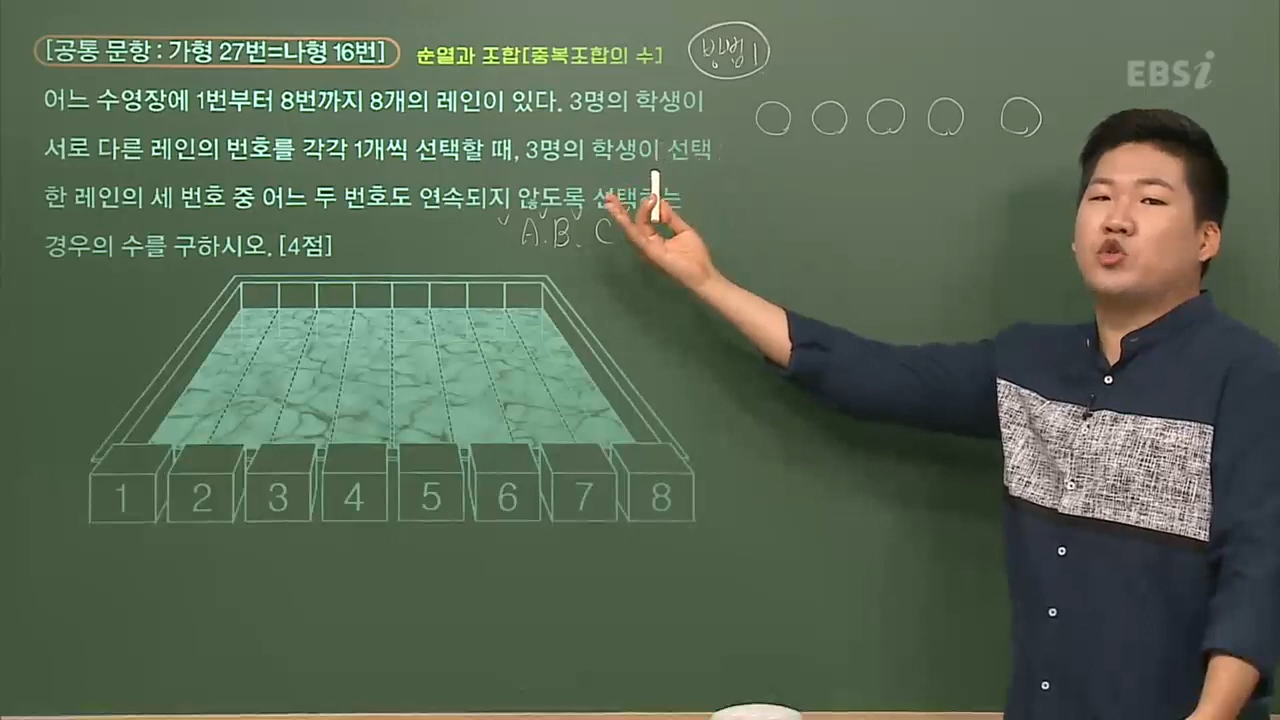 [공통 문항 : 가형 27번=나형 16번] 순열과 조합[중복조합의 수] 방법 1
EBSi
어느 수영장에 1번부터 8번까지 8개의 레인이 있다. 3명의 학생이
서로 다른 레인의 번호를 각각 1개씩 선택할 때, 3명의 학생이 선택
한 레인의 세 번호 중 어느 두 번호도 연속되지 않도록 선택하는
A. B. C
경우의 수를 구하시오. [4점]
1 2 3 4 5 6 7 8